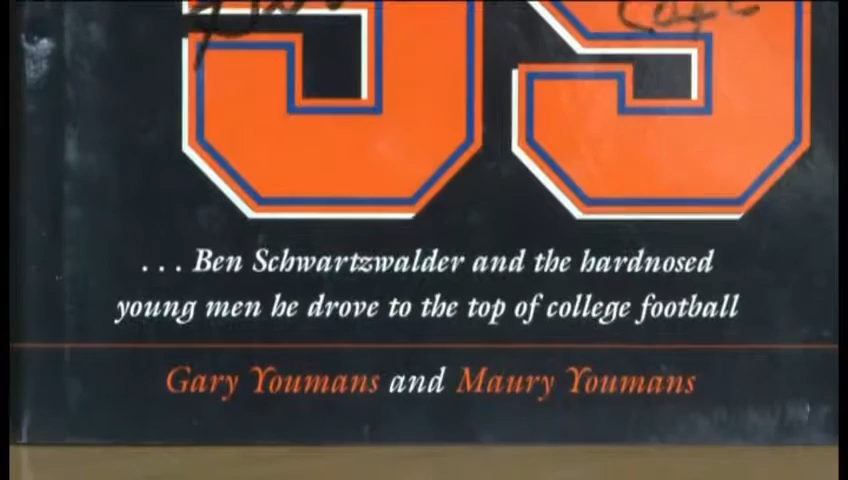 59
... Ben Schwartzwalder and the hardnosed
young men he drove to the top of college football
Gary Youmans and Maury Youmans